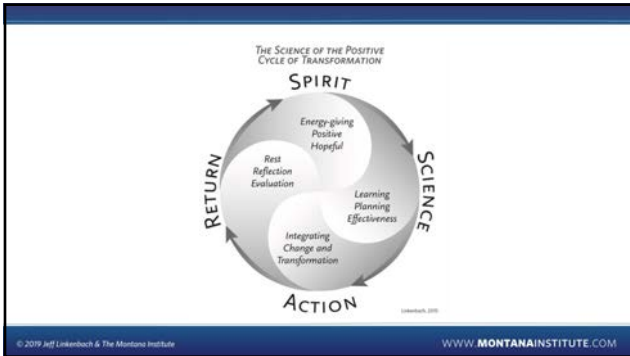 THE SCIENCE OF THE POSITIVE
CYCLE OF TRANSFORMATION
SPIRIT
Energy-giving
Positive
Hopeful
SCIENCE
Learning
Planning
Effectiveness
ACTION
Integrating
Change and
Transformation
RETURN
Rest
Reflection
Evaluation
Linkenbach, 2015
© 2019 Jeff Linkenbach & The Montana Institute
WWW.MONTANAINSTITUTE.COM